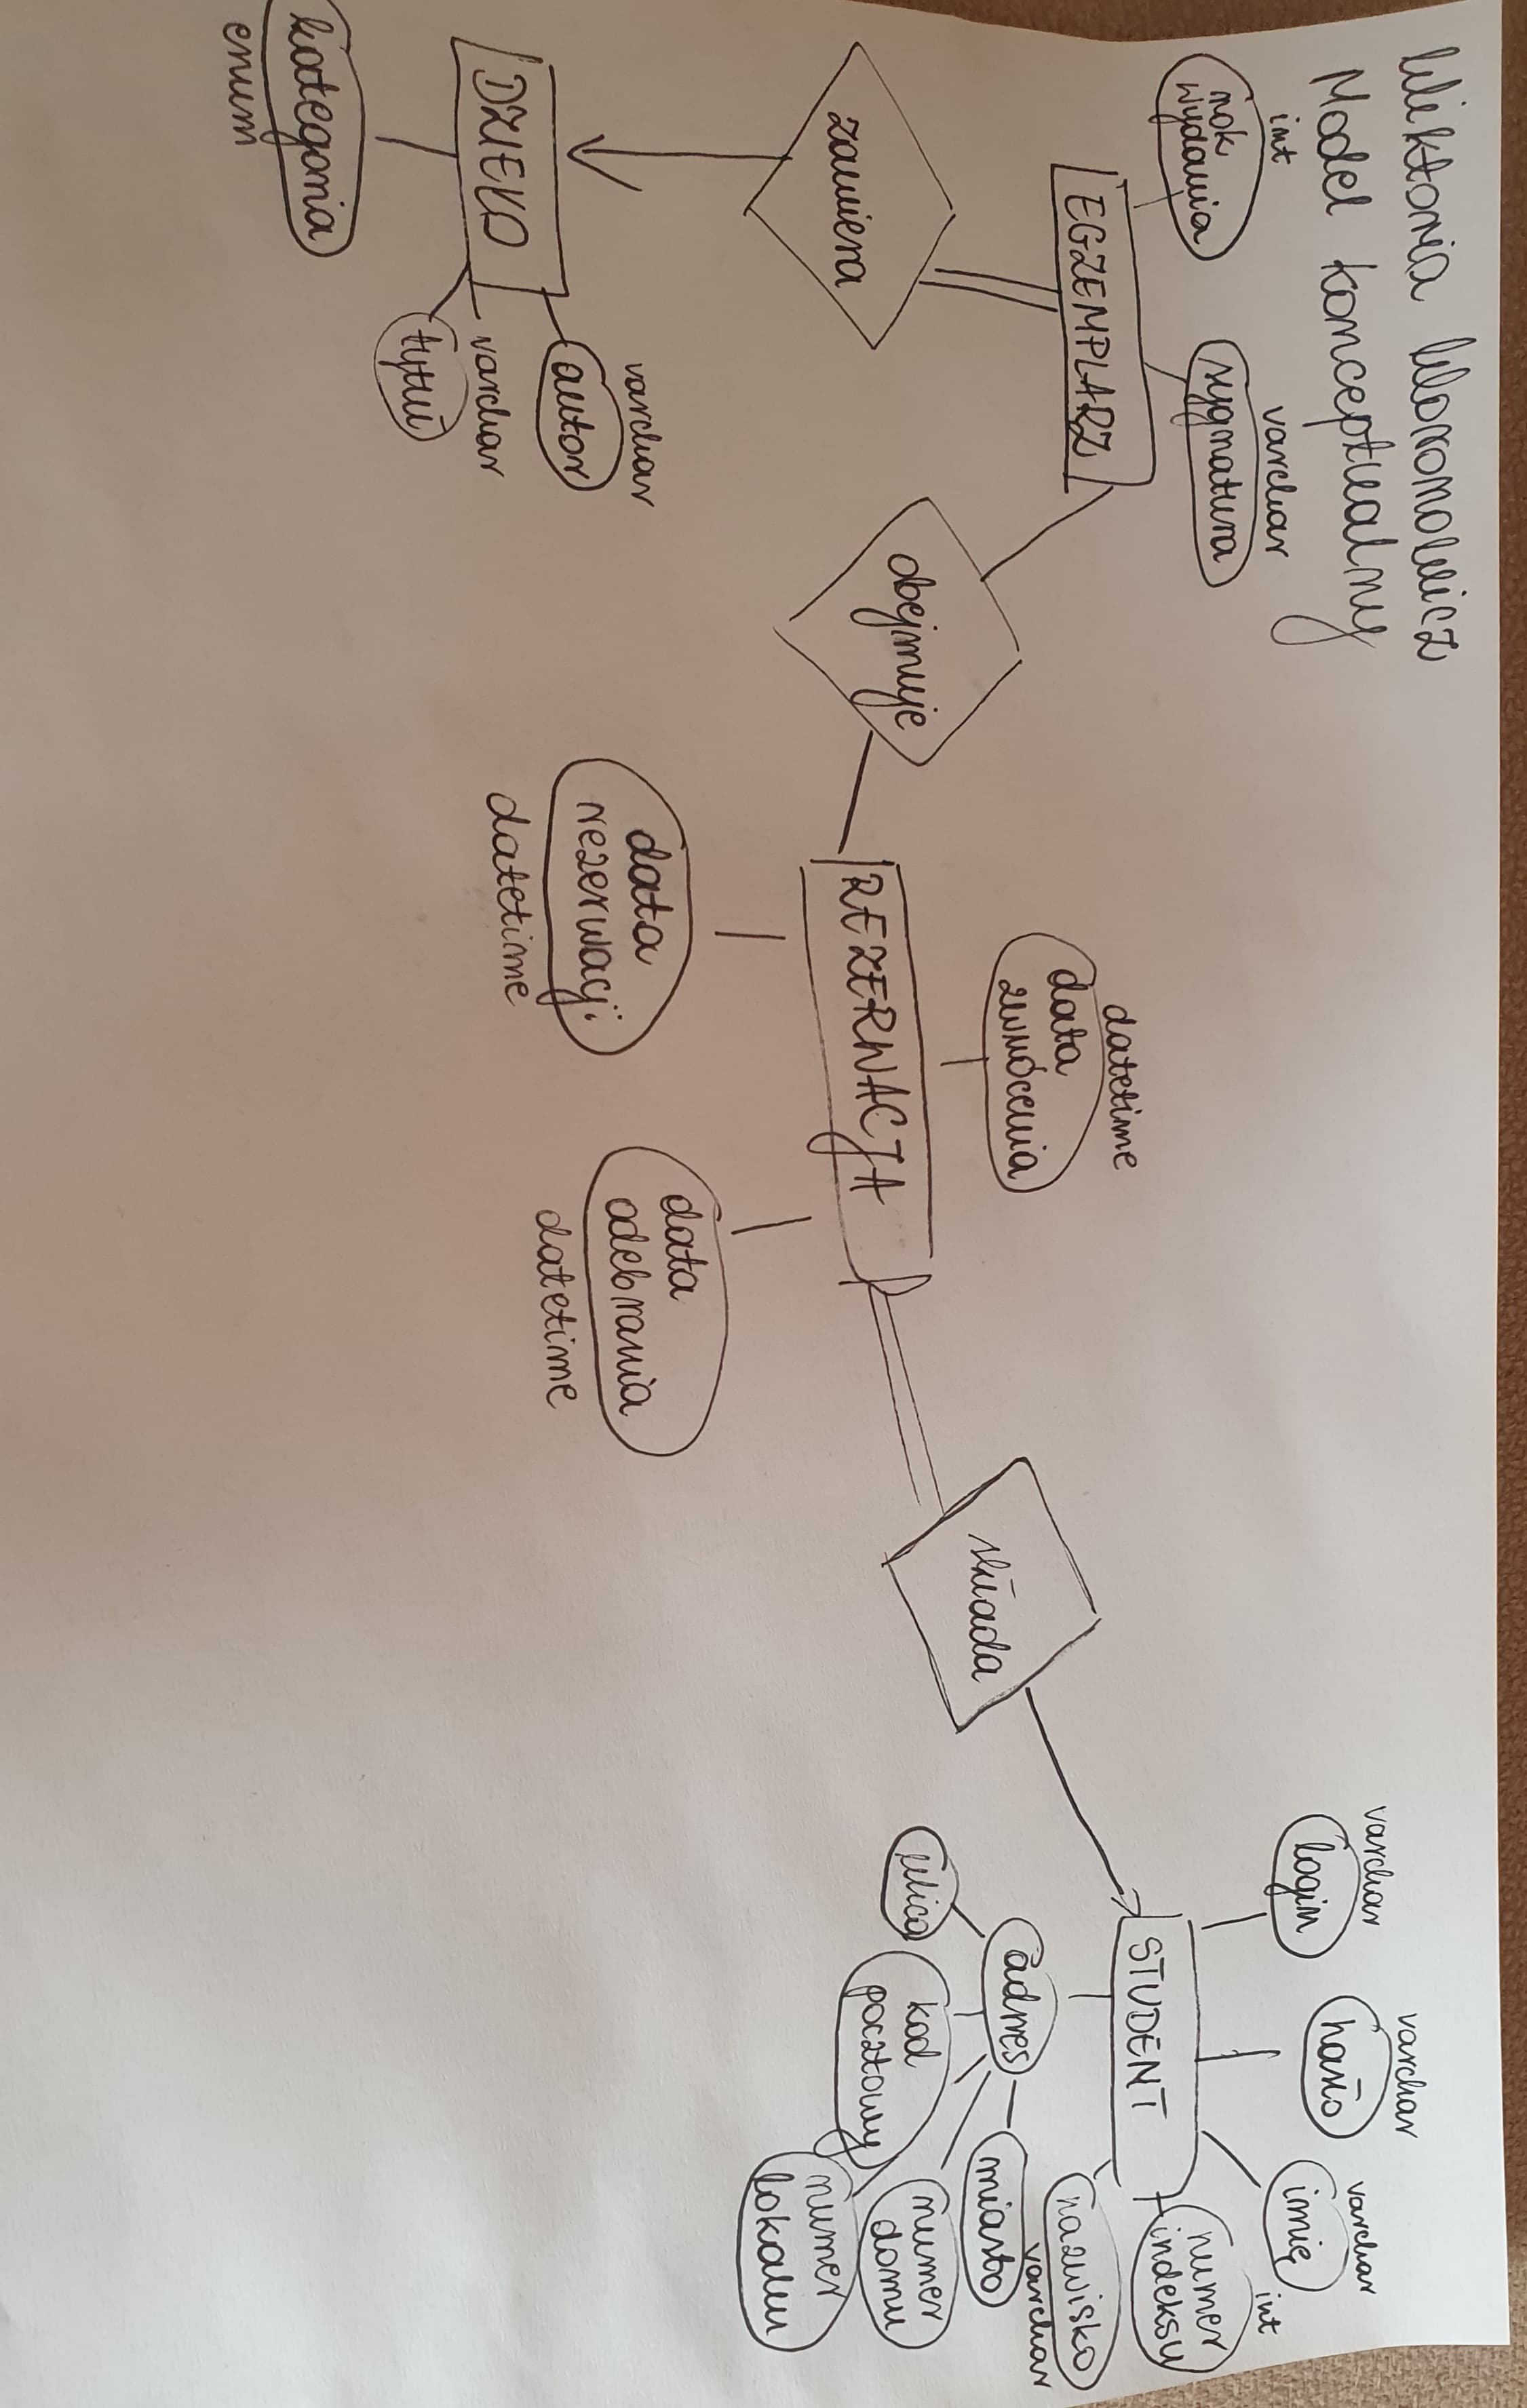 Wiktoria Woronowicz
Model konceptualny
int
rok
wydania
varchar
sygnatura
EGZEMPLARZ
zawiera
DZIEŁO
varchar
autor
varchar
tytuł
kategoria
enum
obejmuje
datetime
data
zwrócenia
REZERWACJA
data
rezerwacji
datetime
data
odebrania
datetime
składa
varchar
login
varchar
hasło
varchar
imię
int
numer
indeksu
STUDENT
nazwisko
varchar
adres
miasto
ulica
kod
pocztowy
numer
domu
numer
lokalu